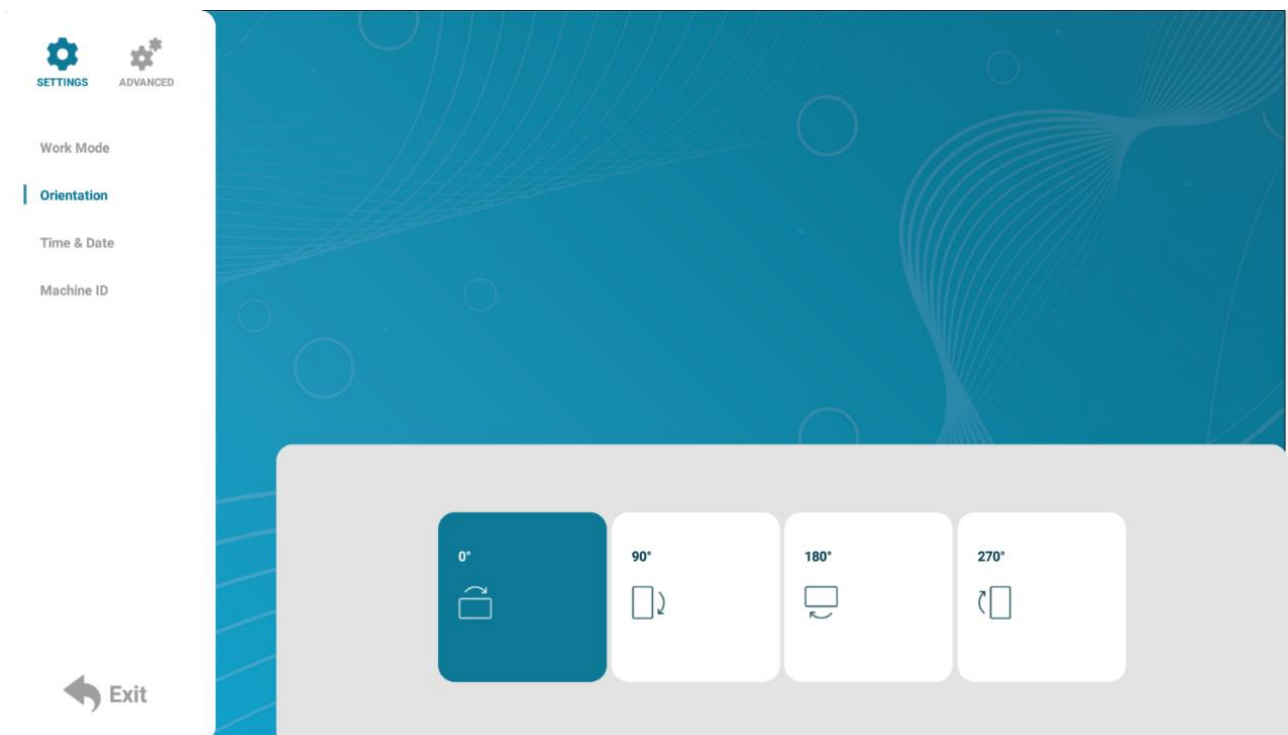 SETTINGS
ADVANCED
Work Mode
Orientation
Time & Date
Machine ID
0°
90°
180°
270°
Exit